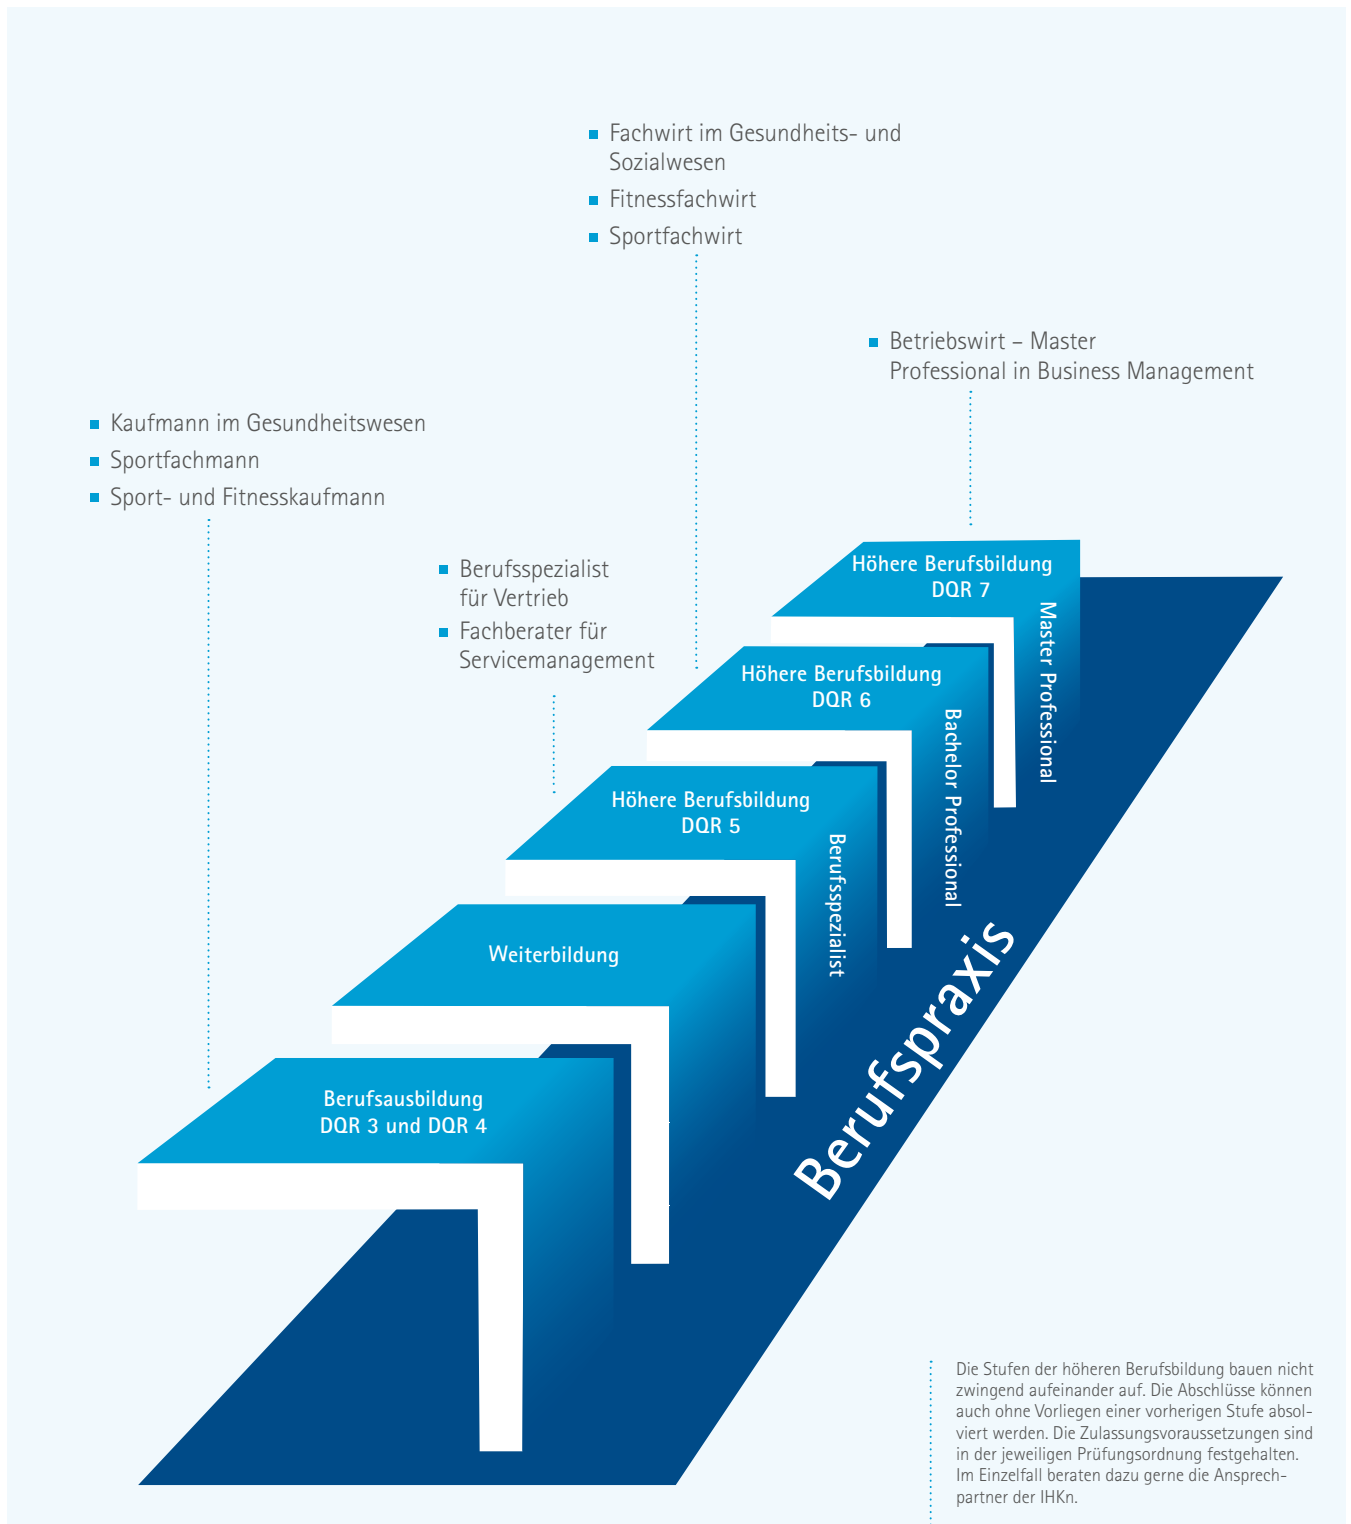 Fachwirt im Gesundheits- und
Sozialwesen
Fitnessfachwirt
Sportfachwirt
Betriebswirt – Master
Professional in Business Management
Kaufmann im Gesundheitswesen
Sportfachmann
Sport- und Fitnesskaufmann
Berufsspezialist
für Vertrieb
Fachberater für
Servicemanagement
Höhere Berufsbildung
DQR 7
Master Professional
Höhere Berufsbildung
DQR 6
Bachelor Professional
Höhere Berufsbildung
DQR 5
Berufsspezialist
Weiterbildung
Berufsausbildung
DQR 3 und DQR 4
Berufspraxis
Die Stufen der höheren Berufsbildung bauen nicht
zwingend aufeinander auf. Die Abschlüsse können
auch ohne Vorliegen einer vorherigen Stufe absol-
viert werden. Die Zulassungsvoraussetzungen sind
in der jeweiligen Prüfungsordnung festgehalten.
Im Einzelfall beraten dazu gerne die Ansprech-
partner der IHKn.